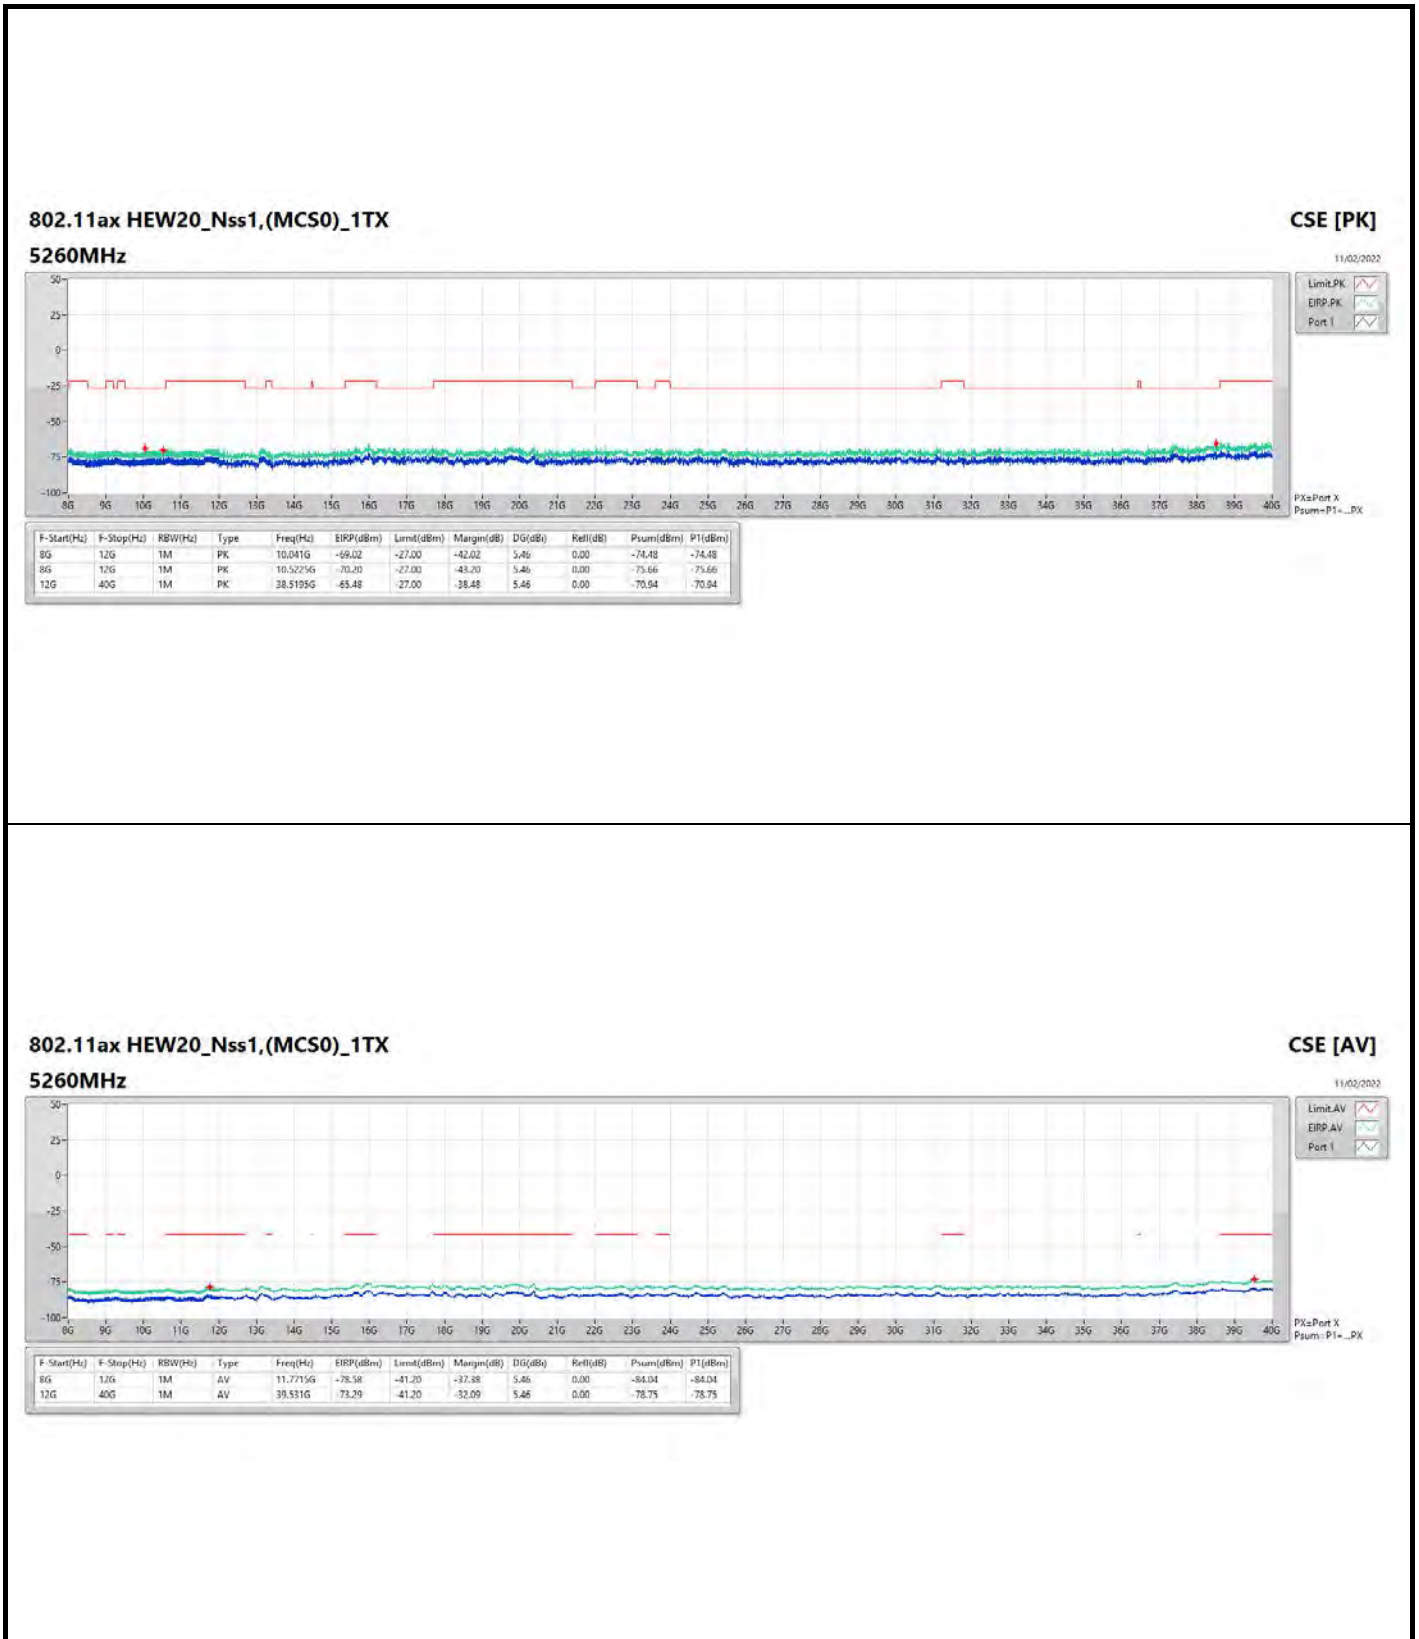 802.11ax HEW20_Nss1,(MCS0)_1TX
CSE [PK]
5260MHz
11/02/2022
50
25
0
-25
-50
-75
-100
8G 9G 10G 11G 12G 13G 14G 15G 16G 17G 18G 19G 20G 21G 22G 23G 24G 25G 26G 27G 28G 29G 30G 31G 32G 33G 34G 35G 36G 37G 38G 39G 40G
Limit.PK
EIRP.PK
Port 1
PX=Port X
Psum=P1+...PX
F-Start(Hz) F-Stop(Hz) RBW(Hz) Type Freq(Hz) EIRP(dBm) Limit(dBm) Margin(dB) DG(dBi) Refl(dB) Psum(dBm) P1(dBm)
8G 12G 1M PK 10.041G -69.02 -27.00 -42.02 5.46 0.00 -74.48 -74.48
8G 12G 1M PK 10.5225G -70.20 -27.00 -43.20 5.46 0.00 -75.66 -75.66
12G 40G 1M PK 38.5195G -65.48 -27.00 -38.48 5.46 0.00 -70.94 -70.94
802.11ax HEW20_Nss1,(MCS0)_1TX
CSE [AV]
5260MHz
11/02/2022
50
25
0
-25
-50
-75
-100
8G 9G 10G 11G 12G 13G 14G 15G 16G 17G 18G 19G 20G 21G 22G 23G 24G 25G 26G 27G 28G 29G 30G 31G 32G 33G 34G 35G 36G 37G 38G 39G 40G
Limit.AV
EIRP.AV
Port 1
PX=Port X
Psum=P1+...PX
F-Start(Hz) F-Stop(Hz) RBW(Hz) Type Freq(Hz) EIRP(dBm) Limit(dBm) Margin(dB) DG(dBi) Refl(dB) Psum(dBm) P1(dBm)
8G 12G 1M AV 11.7715G -78.58 -41.20 -37.38 5.46 0.00 -84.04 -84.04
12G 40G 1M AV 39.531G -73.29 -41.20 -32.09 5.46 0.00 -78.75 -78.75